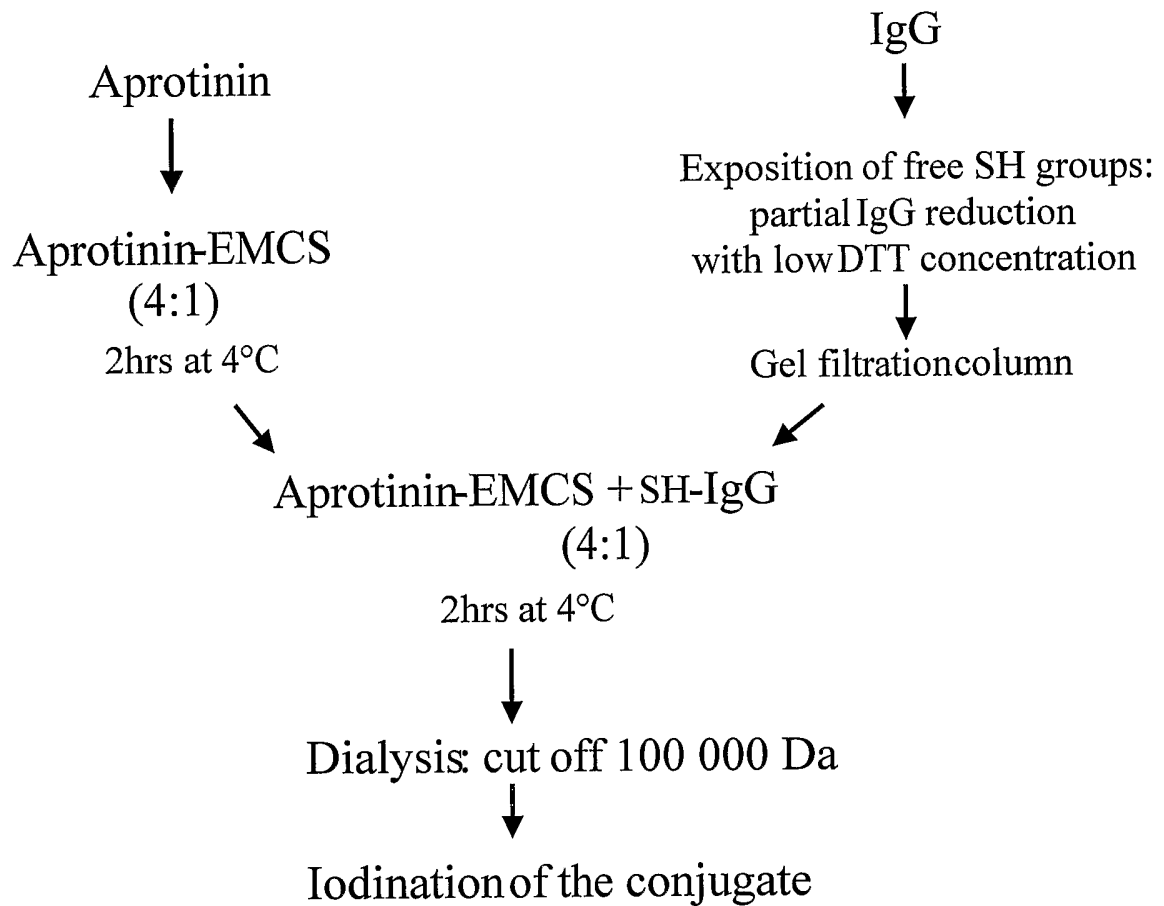 Aprotinin
Aprotinin-EMCS
(4:1)
2hrs at 4°C
IgG
Exposition of free SH groups:
partial IgG reduction
with low DTT concentration
Gel filtration column
Aprotinin-EMCS + SH-IgG
(4:1)
2hrs at 4°C
Dialysis: cut off 100 000 Da
Iodination of the conjugate